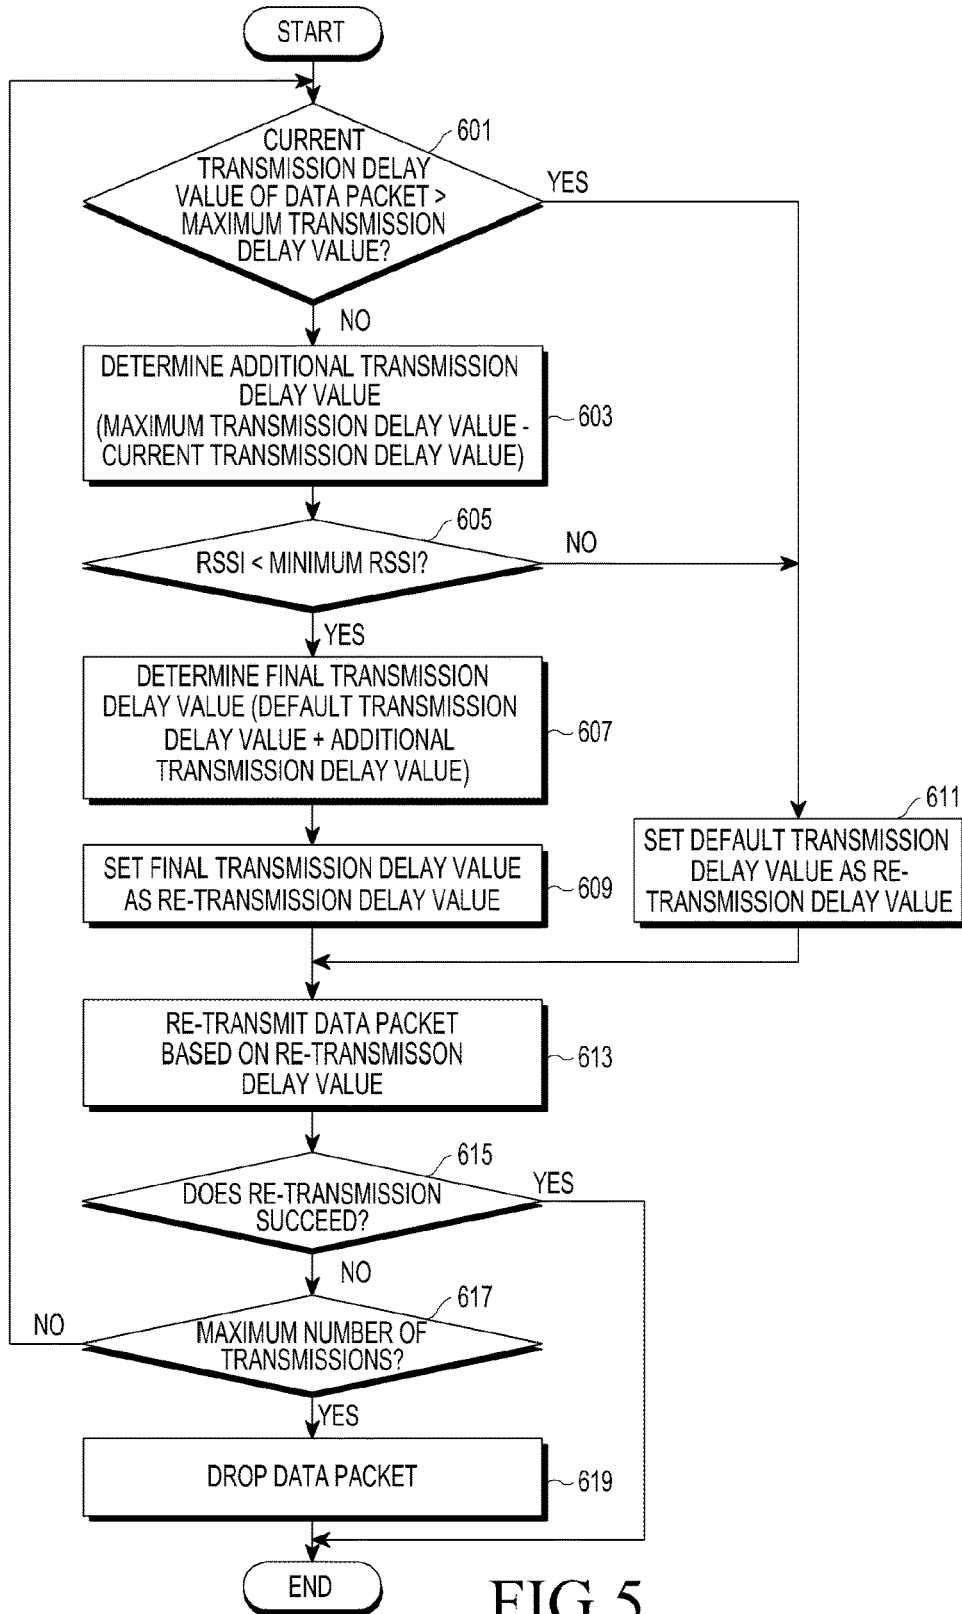 START
601
CURRENT
TRANSMISSION DELAY
VALUE OF DATA PACKET >
MAXIMUM TRANSMISSION
DELAY VALUE?
YES
NO
DETERMINE ADDITIONAL TRANSMISSION
DELAY VALUE
(MAXIMUM TRANSMISSION DELAY VALUE -
CURRENT TRANSMISSION DELAY VALUE)
603
605
RSSI < MINIMUM RSSI?
NO
YES
DETERMINE FINAL TRANSMISSION
DELAY VALUE (DEFAULT TRANSMISSION
DELAY VALUE + ADDITIONAL
TRANSMISSION DELAY VALUE)
607
611
SET DEFAULT TRANSMISSION
DELAY VALUE AS RE-
TRANSMISSION DELAY VALUE
SET FINAL TRANSMISSION DELAY VALUE
AS RE-TRANSMISSION DELAY VALUE
609
RE-TRANSMIT DATA PACKET
BASED ON RE-TRANSMISSON
DELAY VALUE
613
615
DOES RE-TRANSMISSION
SUCCEED?
YES
NO
617
MAXIMUM NUMBER OF
TRANSMISSIONS?
NO
YES
DROP DATA PACKET
619
END
FIG.5